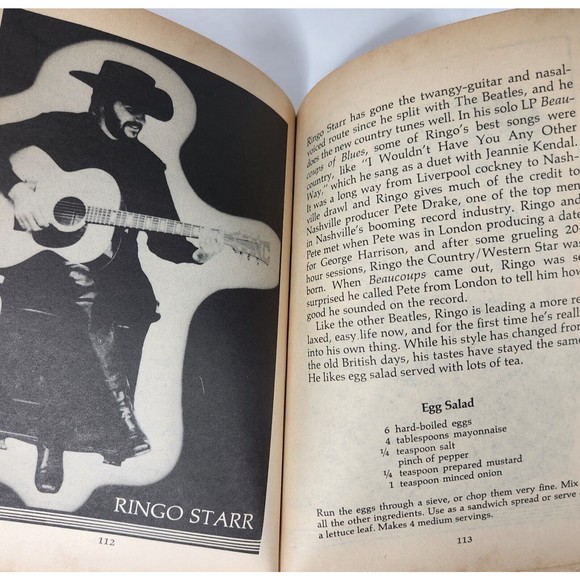 RINGO STARR
112
Ringo Starr has gone the twangy-guitar and nasal-
voiced route since he split with The Beatles, and he
does the new country tunes well. In his solo LP Beau-
coups of Blues, some of Ringo's best songs were
country, like "I Wouldn't Have You Any Other
Way," which he sang as a duet with Jeannie Kendal.
It was a long way from Liverpool cockney to Nash-
ville drawl and Ringo gives much of the credit to
Nashville producer Pete Drake, one of the top men
in Nashville's booming record industry. Ringo and
Pete met when Pete was in London producing a date
for George Harrison, and after some grueling 20-
hour sessions, Ringo the Country/Western Star was
born. When Beaucoups came out, Ringo was so
surprised he called Pete from London to tell him how
good he sounded on the record.
Like the other Beatles, Ringo is leading a more re-
laxed, easy life now, and for the first time he's really
into his own thing. While his style has changed from
the old British days, his tastes have stayed the same.
He likes egg salad served with lots of tea.
Egg Salad
6 hard-boiled eggs
4 tablespoons mayonnaise
¼ teaspoon salt
pinch of pepper
¼ teaspoon prepared mustard
1 teaspoon minced onion
Run the eggs through a sieve, or chop them very fine. Mix
all the other ingredients. Use as a sandwich spread or serve
a lettuce leaf. Makes 4 medium servings.
113